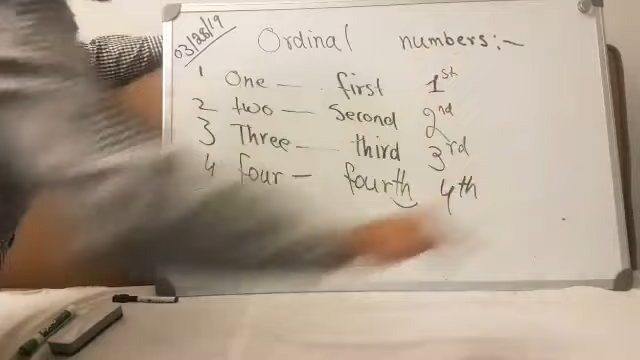 03/28/19
Ordinal numbers:-
1 One — first 1st
2 two — Second 2nd
3 Three — third 3rd
4 four — fourth 4th